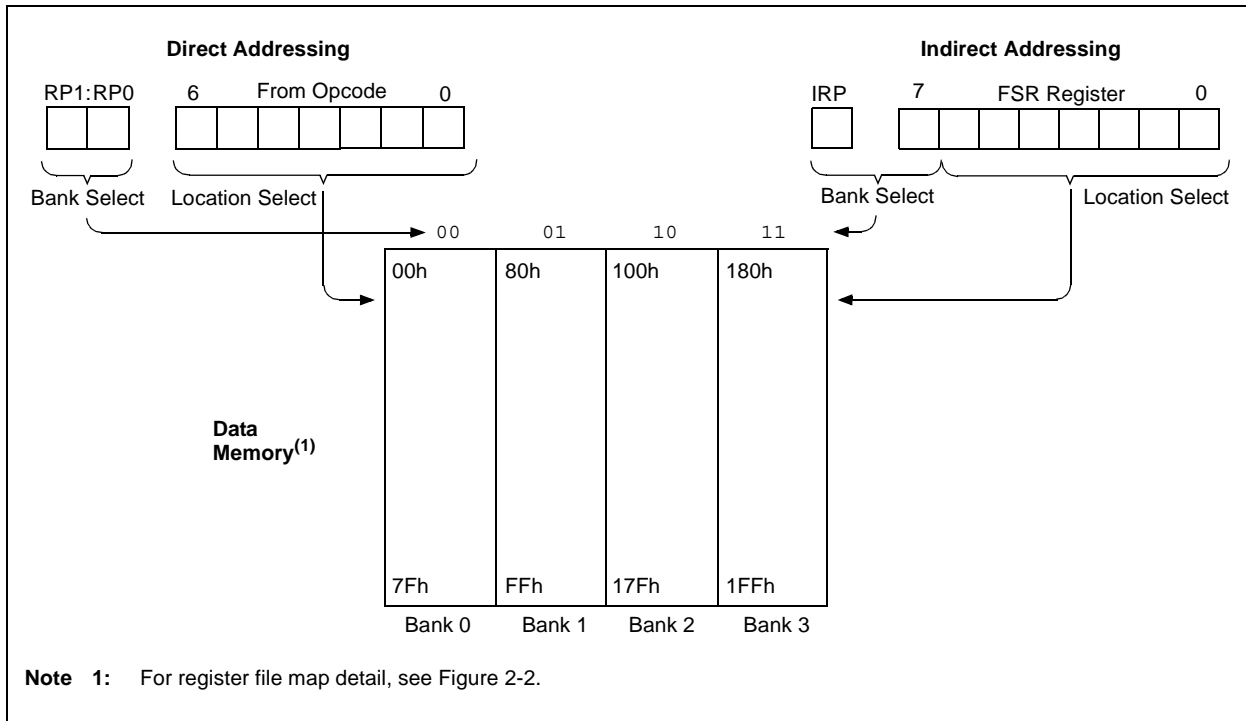 Direct Addressing
Indirect Addressing
RP1:RP0
6
From Opcode
0
IRP
7
FSR Register
0
Bank Select
Location Select
Bank Select
Location Select
00
01
10
11
00h
80h
100h
180h
Data
Memory(1)
7Fh
FFh
17Fh
1FFh
Bank 0
Bank 1
Bank 2
Bank 3
Note 1: For register file map detail, see Figure 2-2.